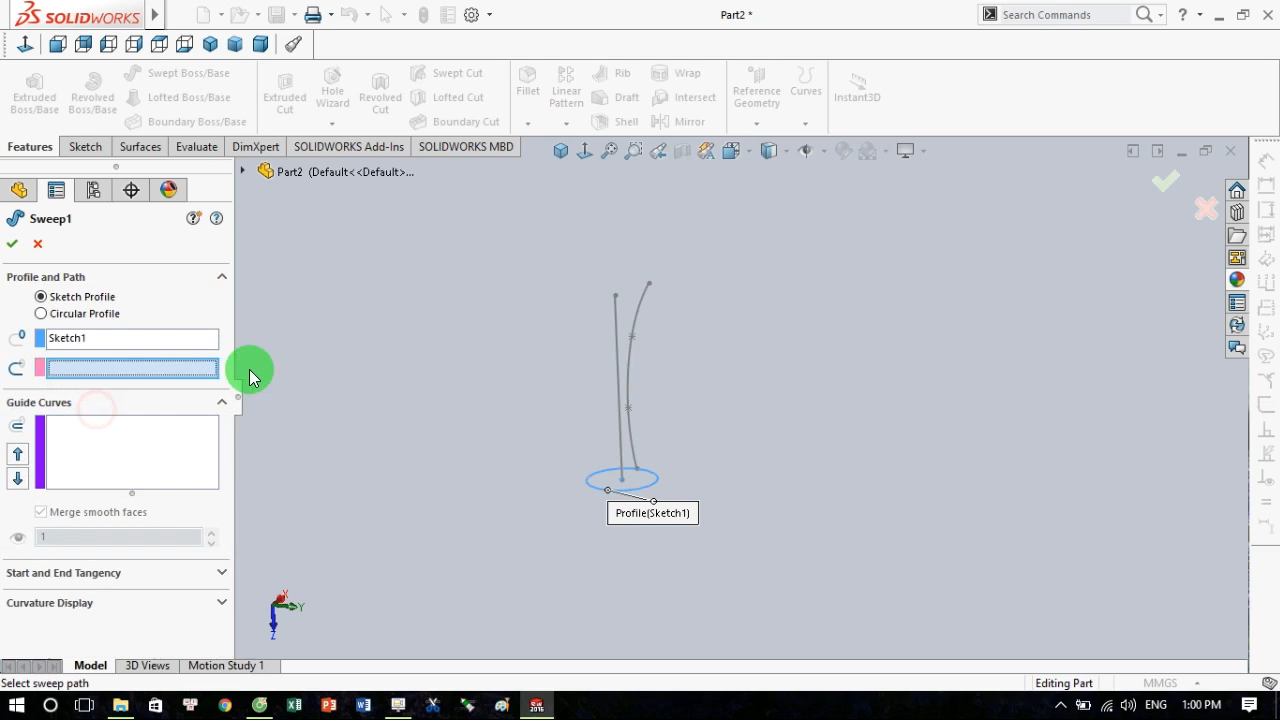 SOLIDWORKS
Part2 *
Search Commands
Extruded Boss/Base
Revolved Boss/Base
Swept Boss/Base
Lofted Boss/Base
Boundary Boss/Base
Extruded Cut
Hole Wizard
Revolved Cut
Swept Cut
Lofted Cut
Boundary Cut
Fillet
Linear Pattern
Rib
Draft
Shell
Wrap
Intersect
Mirror
Reference Geometry
Curves
Instant3D
Features
Sketch
Surfaces
Evaluate
DimXpert
SOLIDWORKS Add-Ins
SOLIDWORKS MBD
Part2 (Default<<Default>...
Sweep1
Profile and Path
Sketch Profile
Circular Profile
Sketch1
Guide Curves
Merge smooth faces
1
Start and End Tangency
Curvature Display
Profile(Sketch1)
X
Y
Z
Model
3D Views
Motion Study 1
Select sweep path
Editing Part
MMGS
ENG
1:00 PM